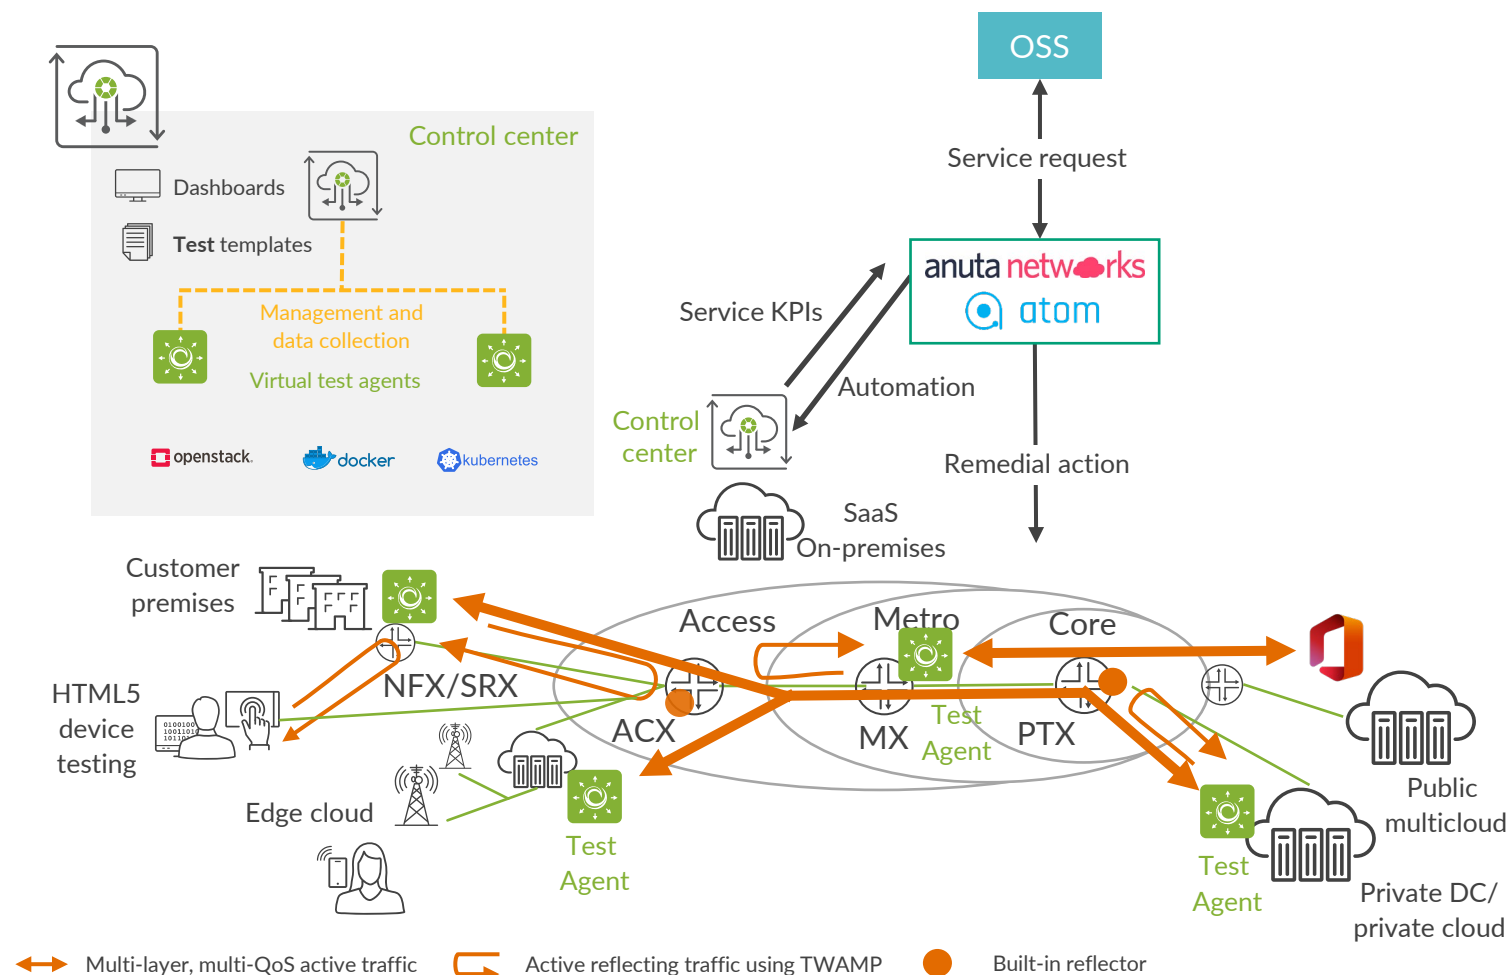 OSS
Service request
Control center
Dashboards
Test templates
Management and
data collection
Virtual test agents
openstack.
docker
kubernetes
anuta networks
atom
Service KPIs
Automation
Control
center
Remedial action
SaaS
On-premises
Customer
premises
Access
Metro
Core
NFX/SRX
HTML5
device
testing
ACX
MX
Test
Agent
PTX
Edge cloud
Test
Agent
Test
Agent
Public
multicloud
Private DC/
private cloud
Multi-layer, multi-QoS active traffic
Active reflecting traffic using TWAMP
Built-in reflector